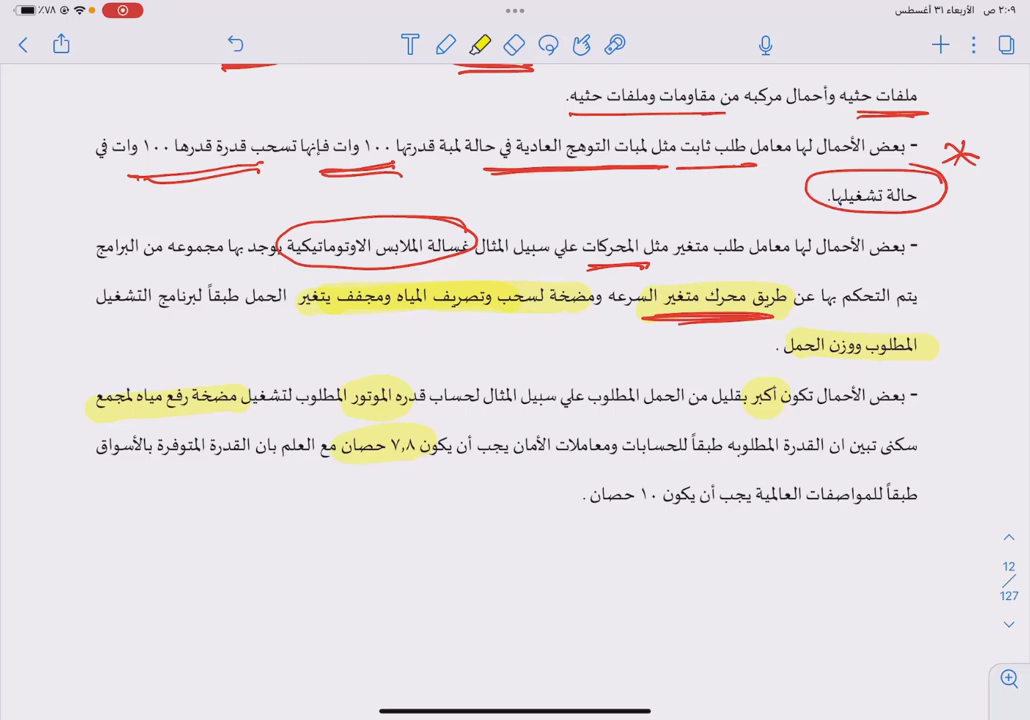 ٢:٠٩ ص الأربعاء ٣١ أغسطس
٧٨٪
ملفات حثيه وأحمال مركبه من مقاومات وملفات حثيه.
- بعض الأحمال لها معامل طلب ثابت مثل لمبات التوهج العادية في حالة لمبة قدرتها ١٠٠ وات فإنها تسحب قدرة قدرها ١٠٠ وات في
حالة تشغيلها.
- بعض الأحمال لها معامل طلب متغير مثل المحركات علي سبيل المثال غسالة الملابس الاوتوماتيكية يوجد بها مجموعه من البرامج
يتم التحكم بها عن طريق محرك متغير السرعه ومضخة لسحب وتصريف المياه ومجفف يتغير الحمل طبقاً لبرنامج التشغيل
المطلوب ووزن الحمل .
- بعض الأحمال تكون أكبر بقليل من الحمل المطلوب علي سبيل المثال لحساب قدره الموتور المطلوب لتشغيل مضخة رفع مياه لمجمع
سكنى تبين ان القدرة المطلوبه طبقاً للحسابات ومعاملات الأمان يجب أن يكون ٧,٨ حصان مع العلم بان القدرة المتوفرة بالأسواق
طبقاً للمواصفات العالمية يجب أن يكون ١٠ حصان .
12
127